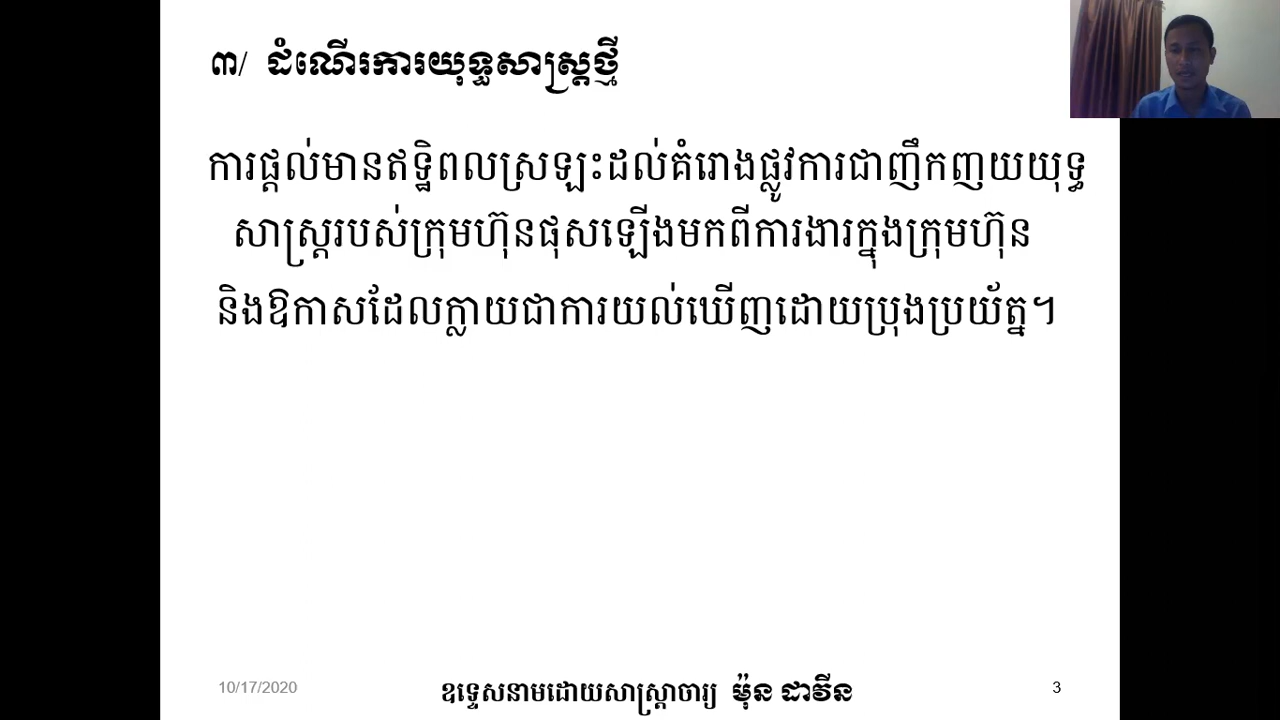 ៣/ ដំណើរការយុទ្ធសាស្ត្រថ្មី
ការផ្ដល់មានឥទ្ឋិពលស្រឡះដល់គំរោងផ្លូវការជាញឹកញយយុទ្ធ
សាស្ត្ររបស់ក្រុមហ៊ុនផុសឡើងមកពីការងារក្នុងក្រុមហ៊ុន
និងឱកាសដែលក្លាយជាការយល់ឃើញដោយប្រុងប្រយ័ត្ន។
10/17/2020
ឧទ្ទេសនាមដោយសាស្ត្រាចារ្យ ម៉ុន ដាវីន
3